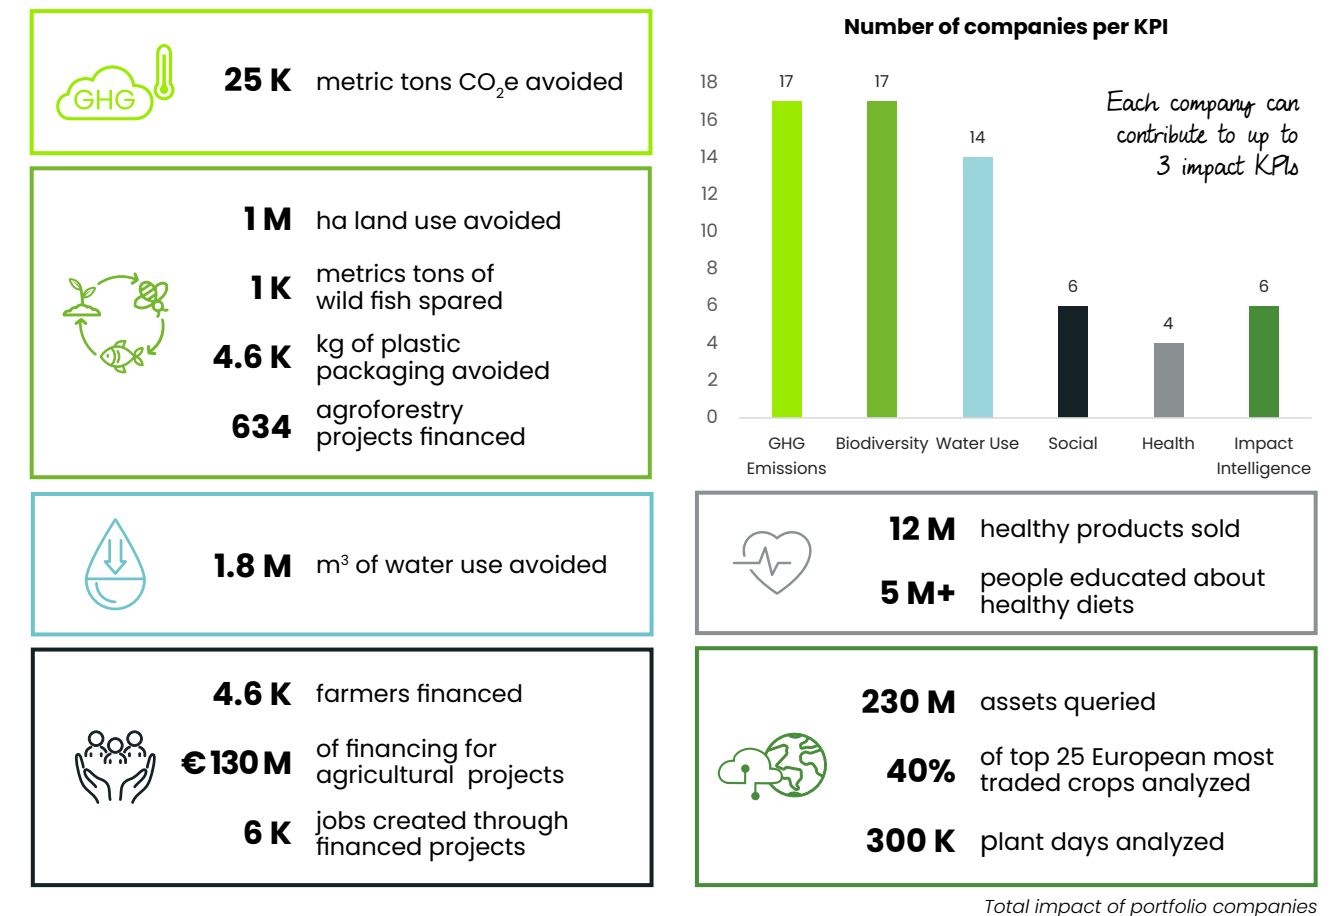 GHG
25 K metric tons CO₂e avoided
1 M ha land use avoided
1 K metrics tons of
wild fish spared
4.6 K kg of plastic
packaging avoided
634 agroforestry
projects financed
1.8 M m³ of water use avoided
4.6 K farmers financed
€ 130 M of financing for
agricultural projects
6 K jobs created through
financed projects
Number of companies per KPI
Each company can
contribute to up to
3 impact KPIs
18
16
14
12
10
8
6
4
2
0
17 17 14 6 4 6
GHG Biodiversity Water Use Social Health Impact
Emissions Intelligence
12 M healthy products sold
5 M+ people educated about
healthy diets
230 M assets queried
40% of top 25 European most
traded crops analyzed
300 K plant days analyzed
Total impact of portfolio companies